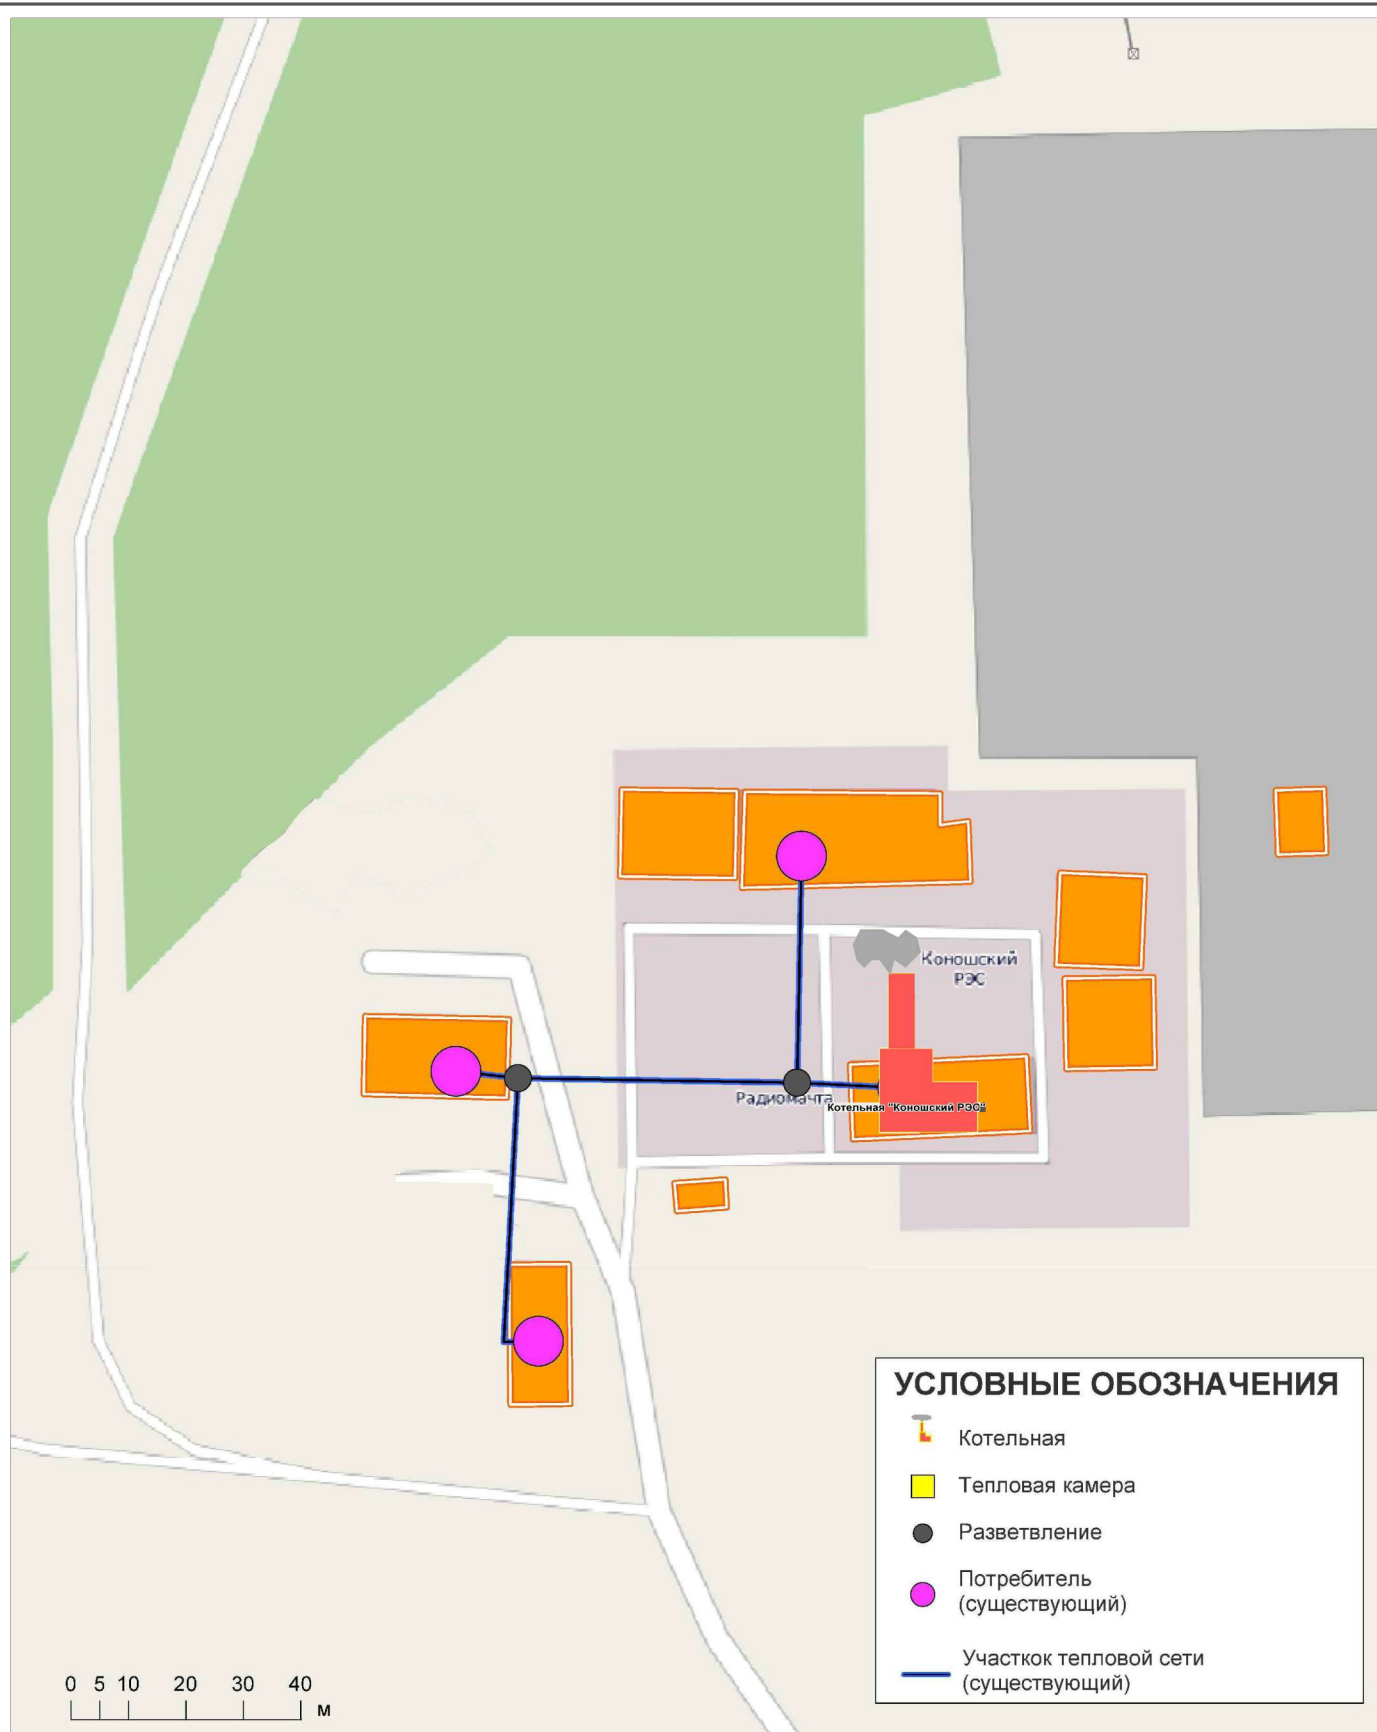 Коношский
РЭС
Радиомачта
Котельная "Коношский РЭС"
УСЛОВНЫЕ ОБОЗНАЧЕНИЯ
Котельная
Тепловая камера
Разветвление
Потребитель
(существующий)
Участкок тепловой сети
(существующий)
0 5 10 20 30 40
м